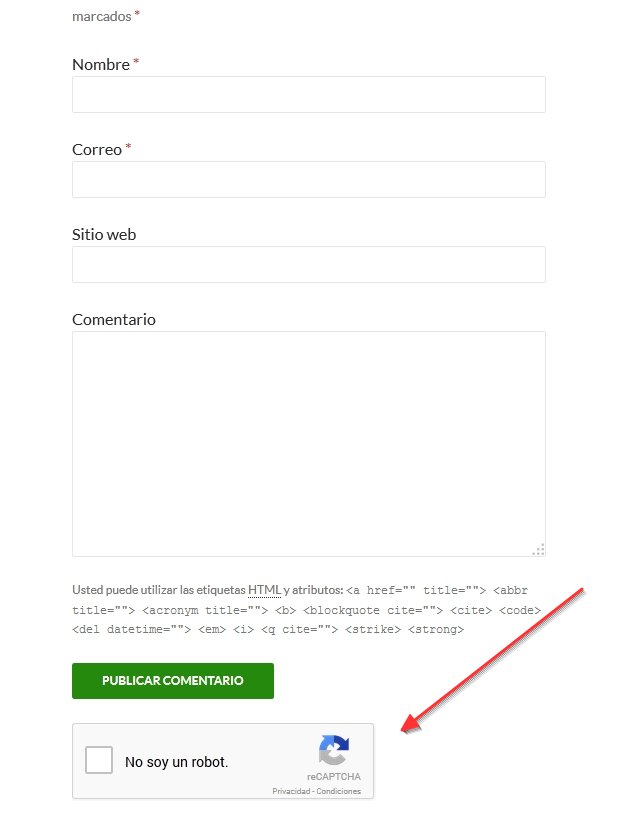 marcados *
Nombre *
Correo *
Sitio web
Comentario
Usted puede utilizar las etiquetas HTML y atributos: <a href="" title=""> <abbr
title=""> <acronym title=""> <b> <blockquote cite=""> <cite> <code>
<del datetime=""> <em> <i> <q cite=""> <strike> <strong>
PUBLICAR COMENTARIO
No soy un robot.
reCAPTCHA
Privacidad - Condiciones